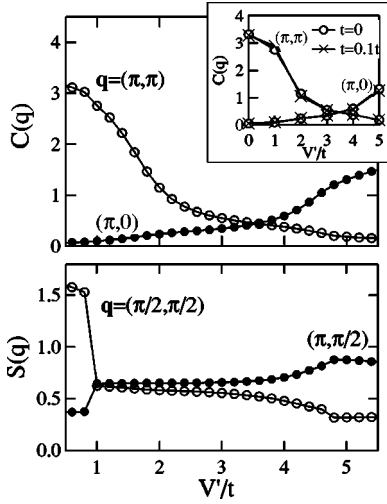 4
3
2
1
0
C(q)
q=(π,π)
(π,0)
4
3
2
1
0
C(q)
(π,π)
t=0
t=0.1t
(π,0)
0 1 2 3 4 5
V'/t
1.5
1.0
0.5
0.0
S(q)
q=(π/2,π/2)
(π,π/2)
1 2 3 4 5
V'/t